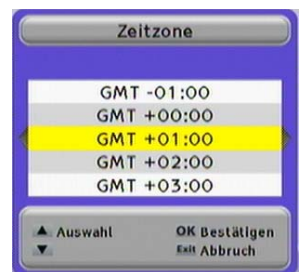 Zeitzone
GMT -01:00
GMT +00:00
GMT +01:00
GMT +02:00
GMT +03:00
Auswahl OK Bestätigen
Exit Abbruch